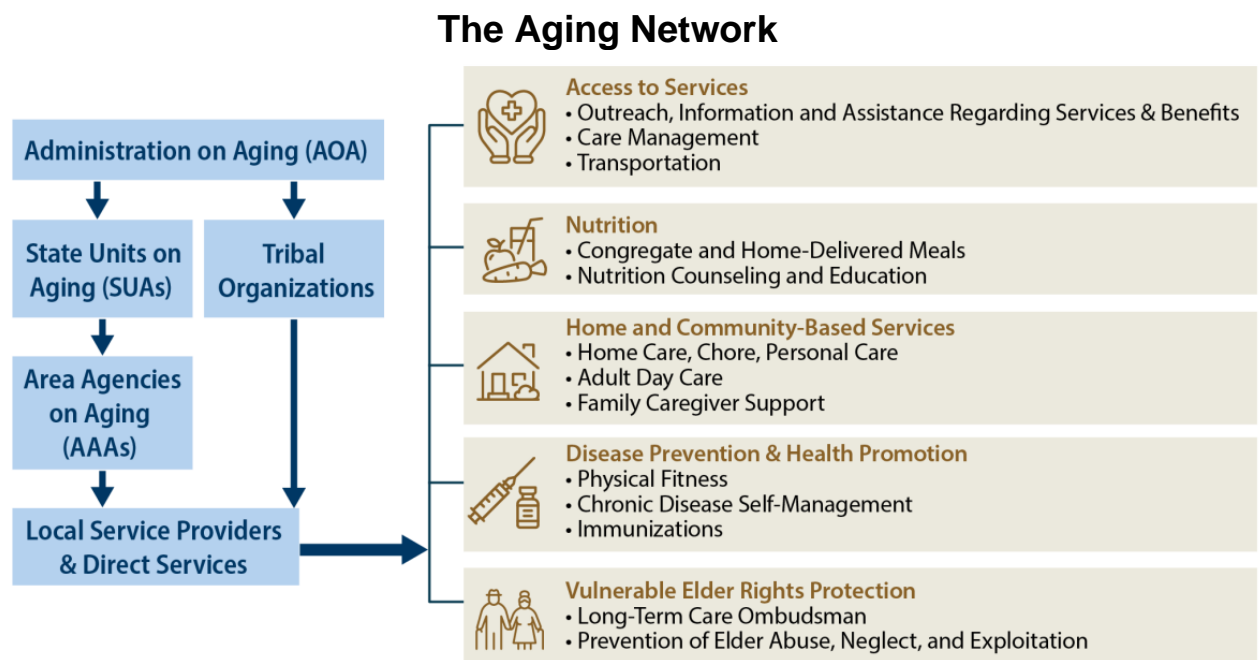 The Aging Network
Administration on Aging (AOA)
State Units on
Aging (SUAs)
Tribal
Organizations
Area Agencies
on Aging
(AAAs)
Local Service Providers
& Direct Services
Access to Services
• Outreach, Information and Assistance Regarding Services & Benefits
• Care Management
• Transportation
Nutrition
• Congregate and Home-Delivered Meals
• Nutrition Counseling and Education
Home and Community-Based Services
• Home Care, Chore, Personal Care
• Adult Day Care
• Family Caregiver Support
Disease Prevention & Health Promotion
• Physical Fitness
• Chronic Disease Self-Management
• Immunizations
Vulnerable Elder Rights Protection
• Long-Term Care Ombudsman
• Prevention of Elder Abuse, Neglect, and Exploitation